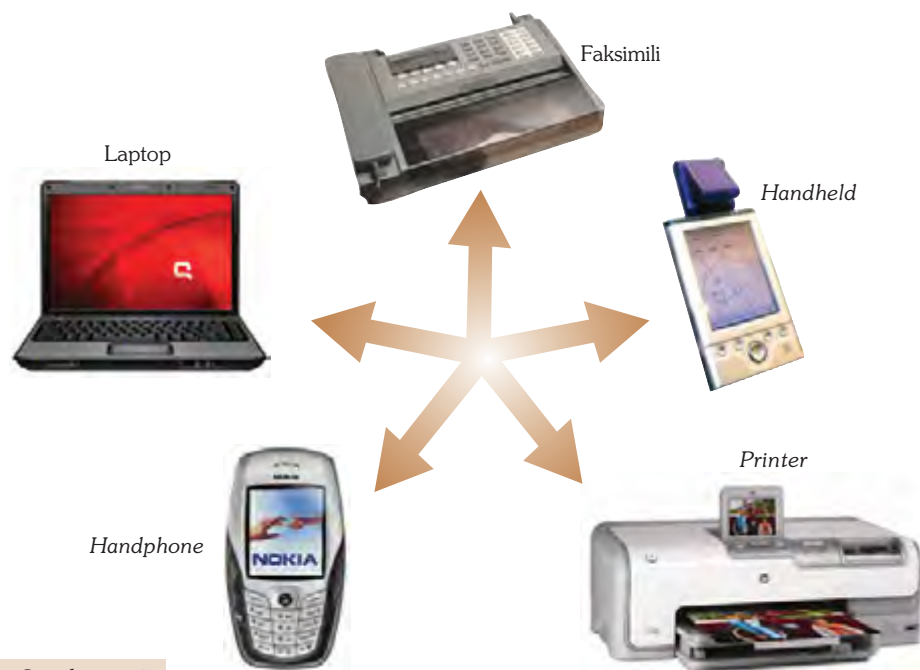 Faksimili
Laptop
Handheld
Printer
Handphone
NOKIA